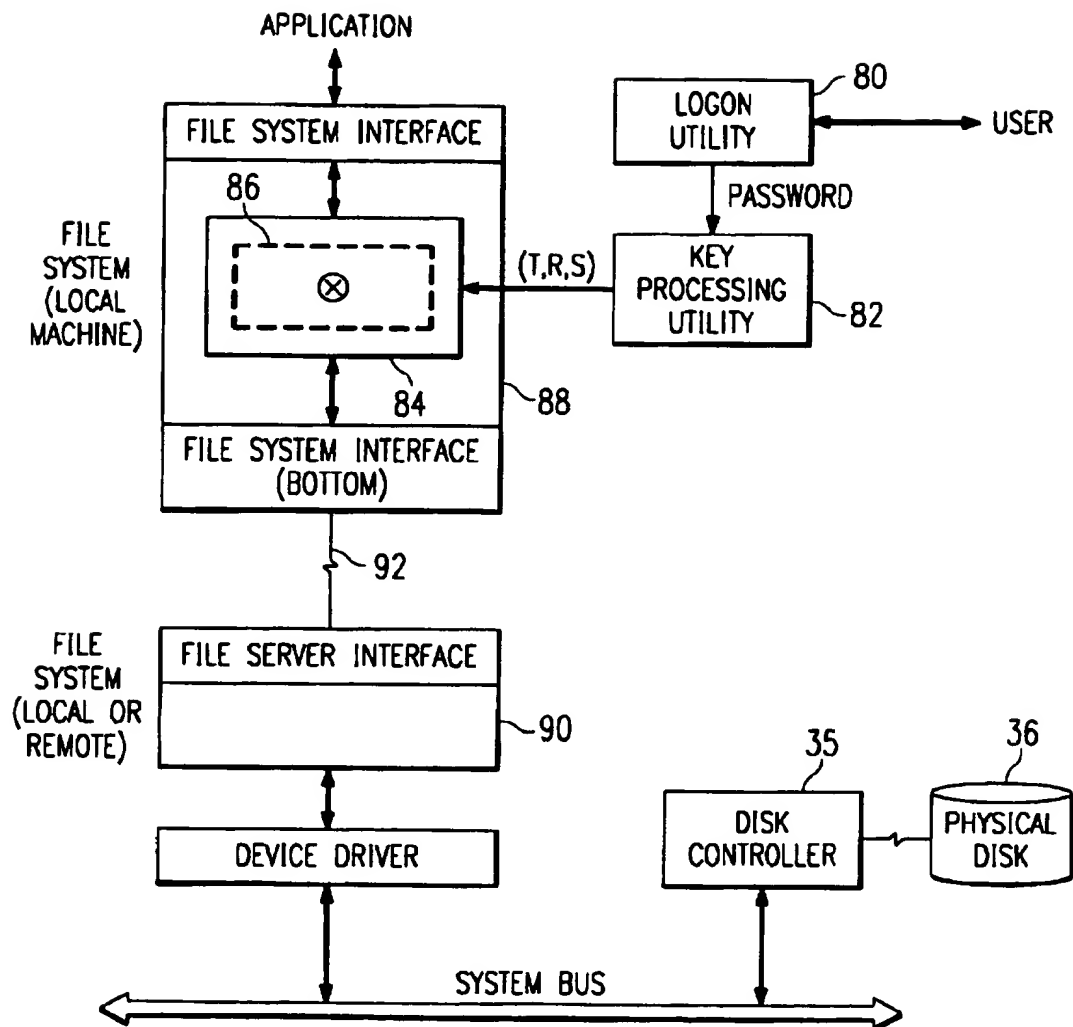 APPLICATION
FILE SYSTEM INTERFACE
86
FILE
SYSTEM
(LOCAL
MACHINE)
84
88
FILE SYSTEM INTERFACE
(BOTTOM)
80
LOGON
UTILITY
USER
PASSWORD
(T,R,S)
KEY
PROCESSING
UTILITY
82
92
FILE
SYSTEM
(LOCAL OR
REMOTE)
FILE SERVER INTERFACE
90
DEVICE DRIVER
35
DISK
CONTROLLER
36
PHYSICAL
DISK
SYSTEM BUS